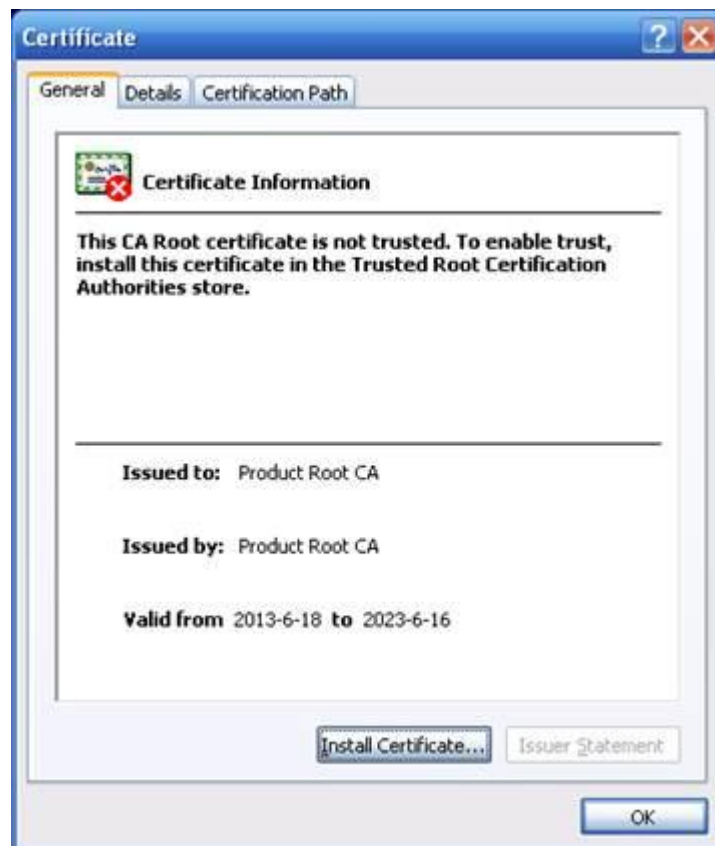 Certificate
General Details Certification Path
Certificate Information
This CA Root certificate is not trusted. To enable trust,
install this certificate in the Trusted Root Certification
Authorities store.
Issued to: Product Root CA
Issued by: Product Root CA
Valid from 2013-6-18 to 2023-6-16
Install Certificate... Issuer Statement
OK